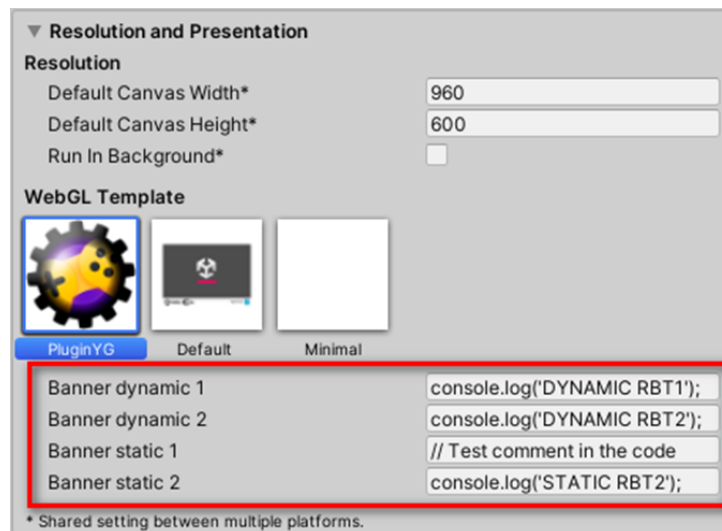 Resolution and Presentation
Resolution
Default Canvas Width* 960
Default Canvas Height* 600
Run In Background*
WebGL Template
PluginYG Default Minimal
Banner dynamic 1 console.log('DYNAMIC RBT1');
Banner dynamic 2 console.log('DYNAMIC RBT2');
Banner static 1 // Test comment in the code
Banner static 2 console.log('STATIC RBT2');
* Shared setting between multiple platforms.